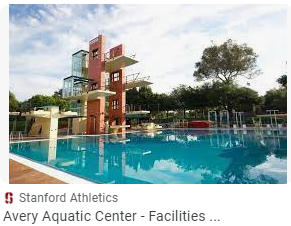 Stanford Athletics
Avery Aquatic Center - Facilities ...